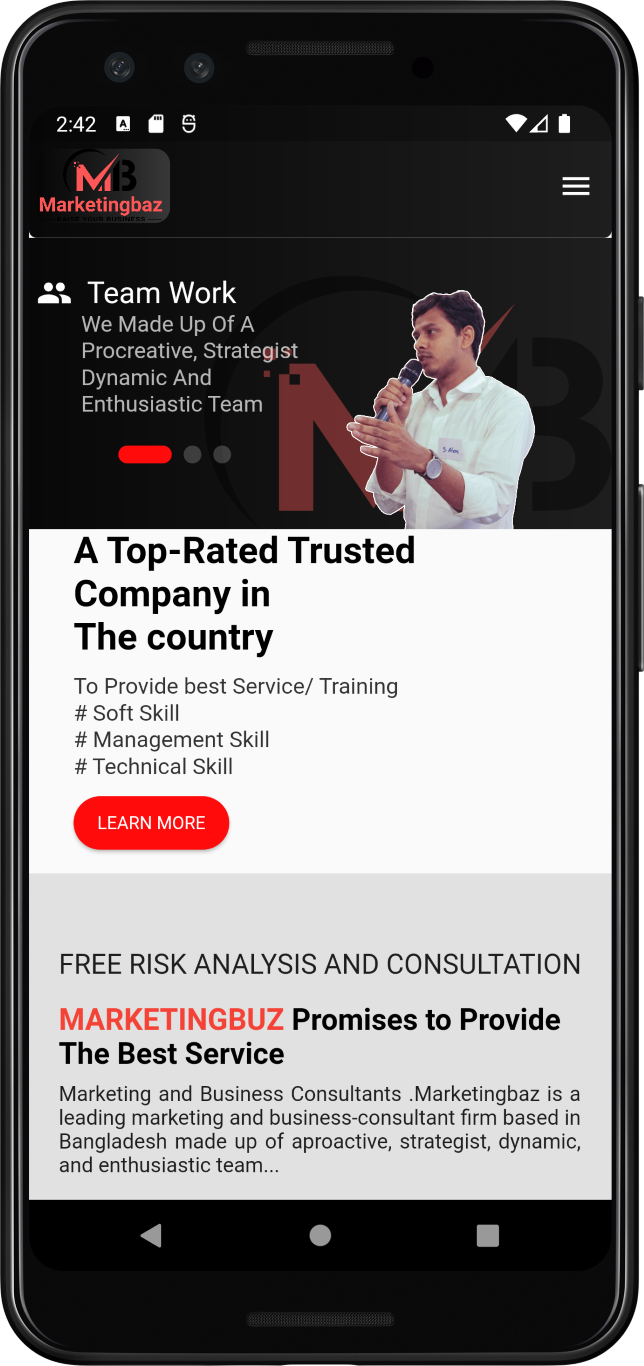 2:42
MB
Marketingbaz
Team Work
We Made Up Of A
Procreative, Strategist
Dynamic And
Enthusiastic Team
A Top-Rated Trusted
Company in
The country
To Provide best Service/ Training
# Soft Skill
# Management Skill
# Technical Skill
LEARN MORE
FREE RISK ANALYSIS AND CONSULTATION
MARKETINGBUZ Promises to Provide
The Best Service
Marketing and Business Consultants .Marketingbaz is a
leading marketing and business-consultant firm based in
Bangladesh made up of aproactive, strategist, dynamic,
and enthusiastic team...